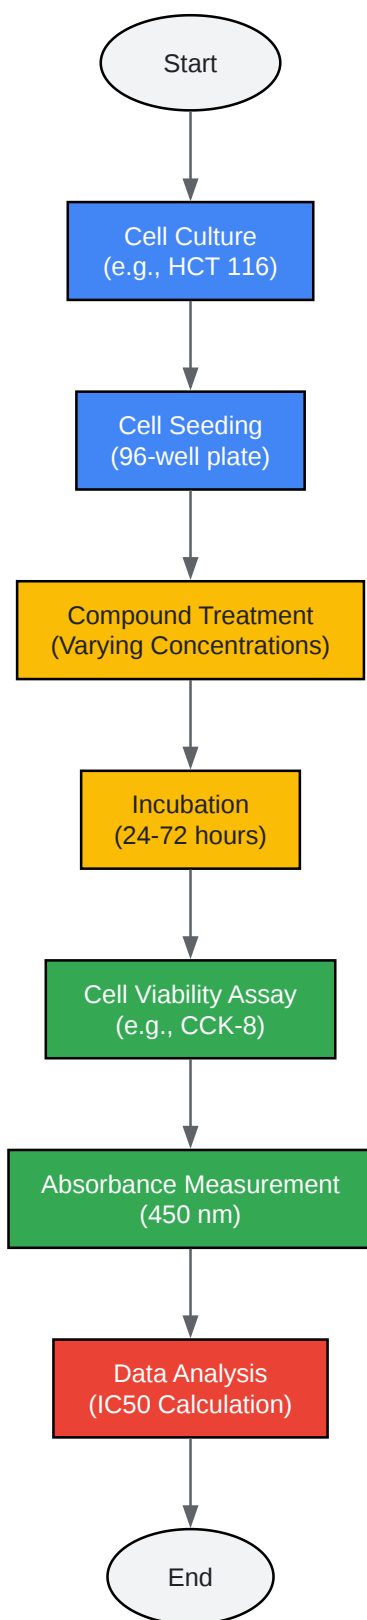 Start
Cell Culture
(e.g., HCT 116)
Cell Seeding
(96-well plate)
Compound Treatment
(Varying Concentrations)
Incubation
(24-72 hours)
Cell Viability Assay
(e.g., CCK-8)
Absorbance Measurement
(450 nm)
Data Analysis
(IC50 Calculation)
End